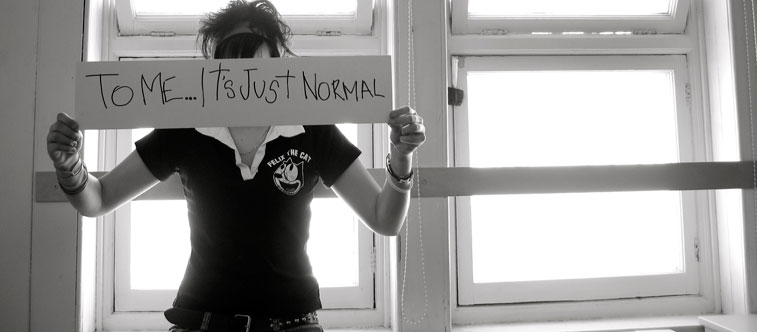 TO ME... IT'S JUST NORMAL
FELIX THE CAT